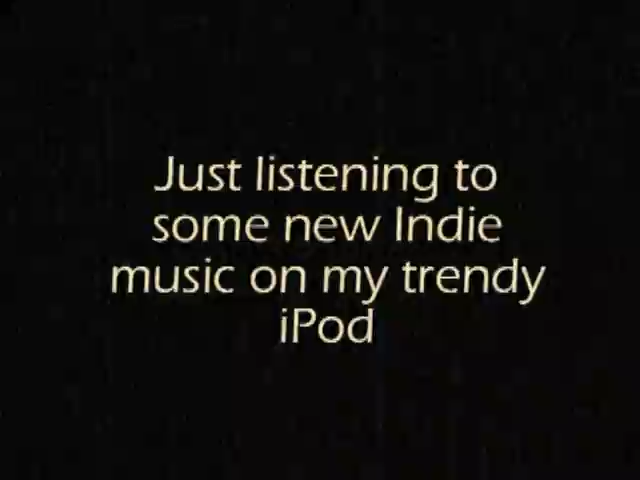 Just listening to
some new Indie
music on my trendy
iPod